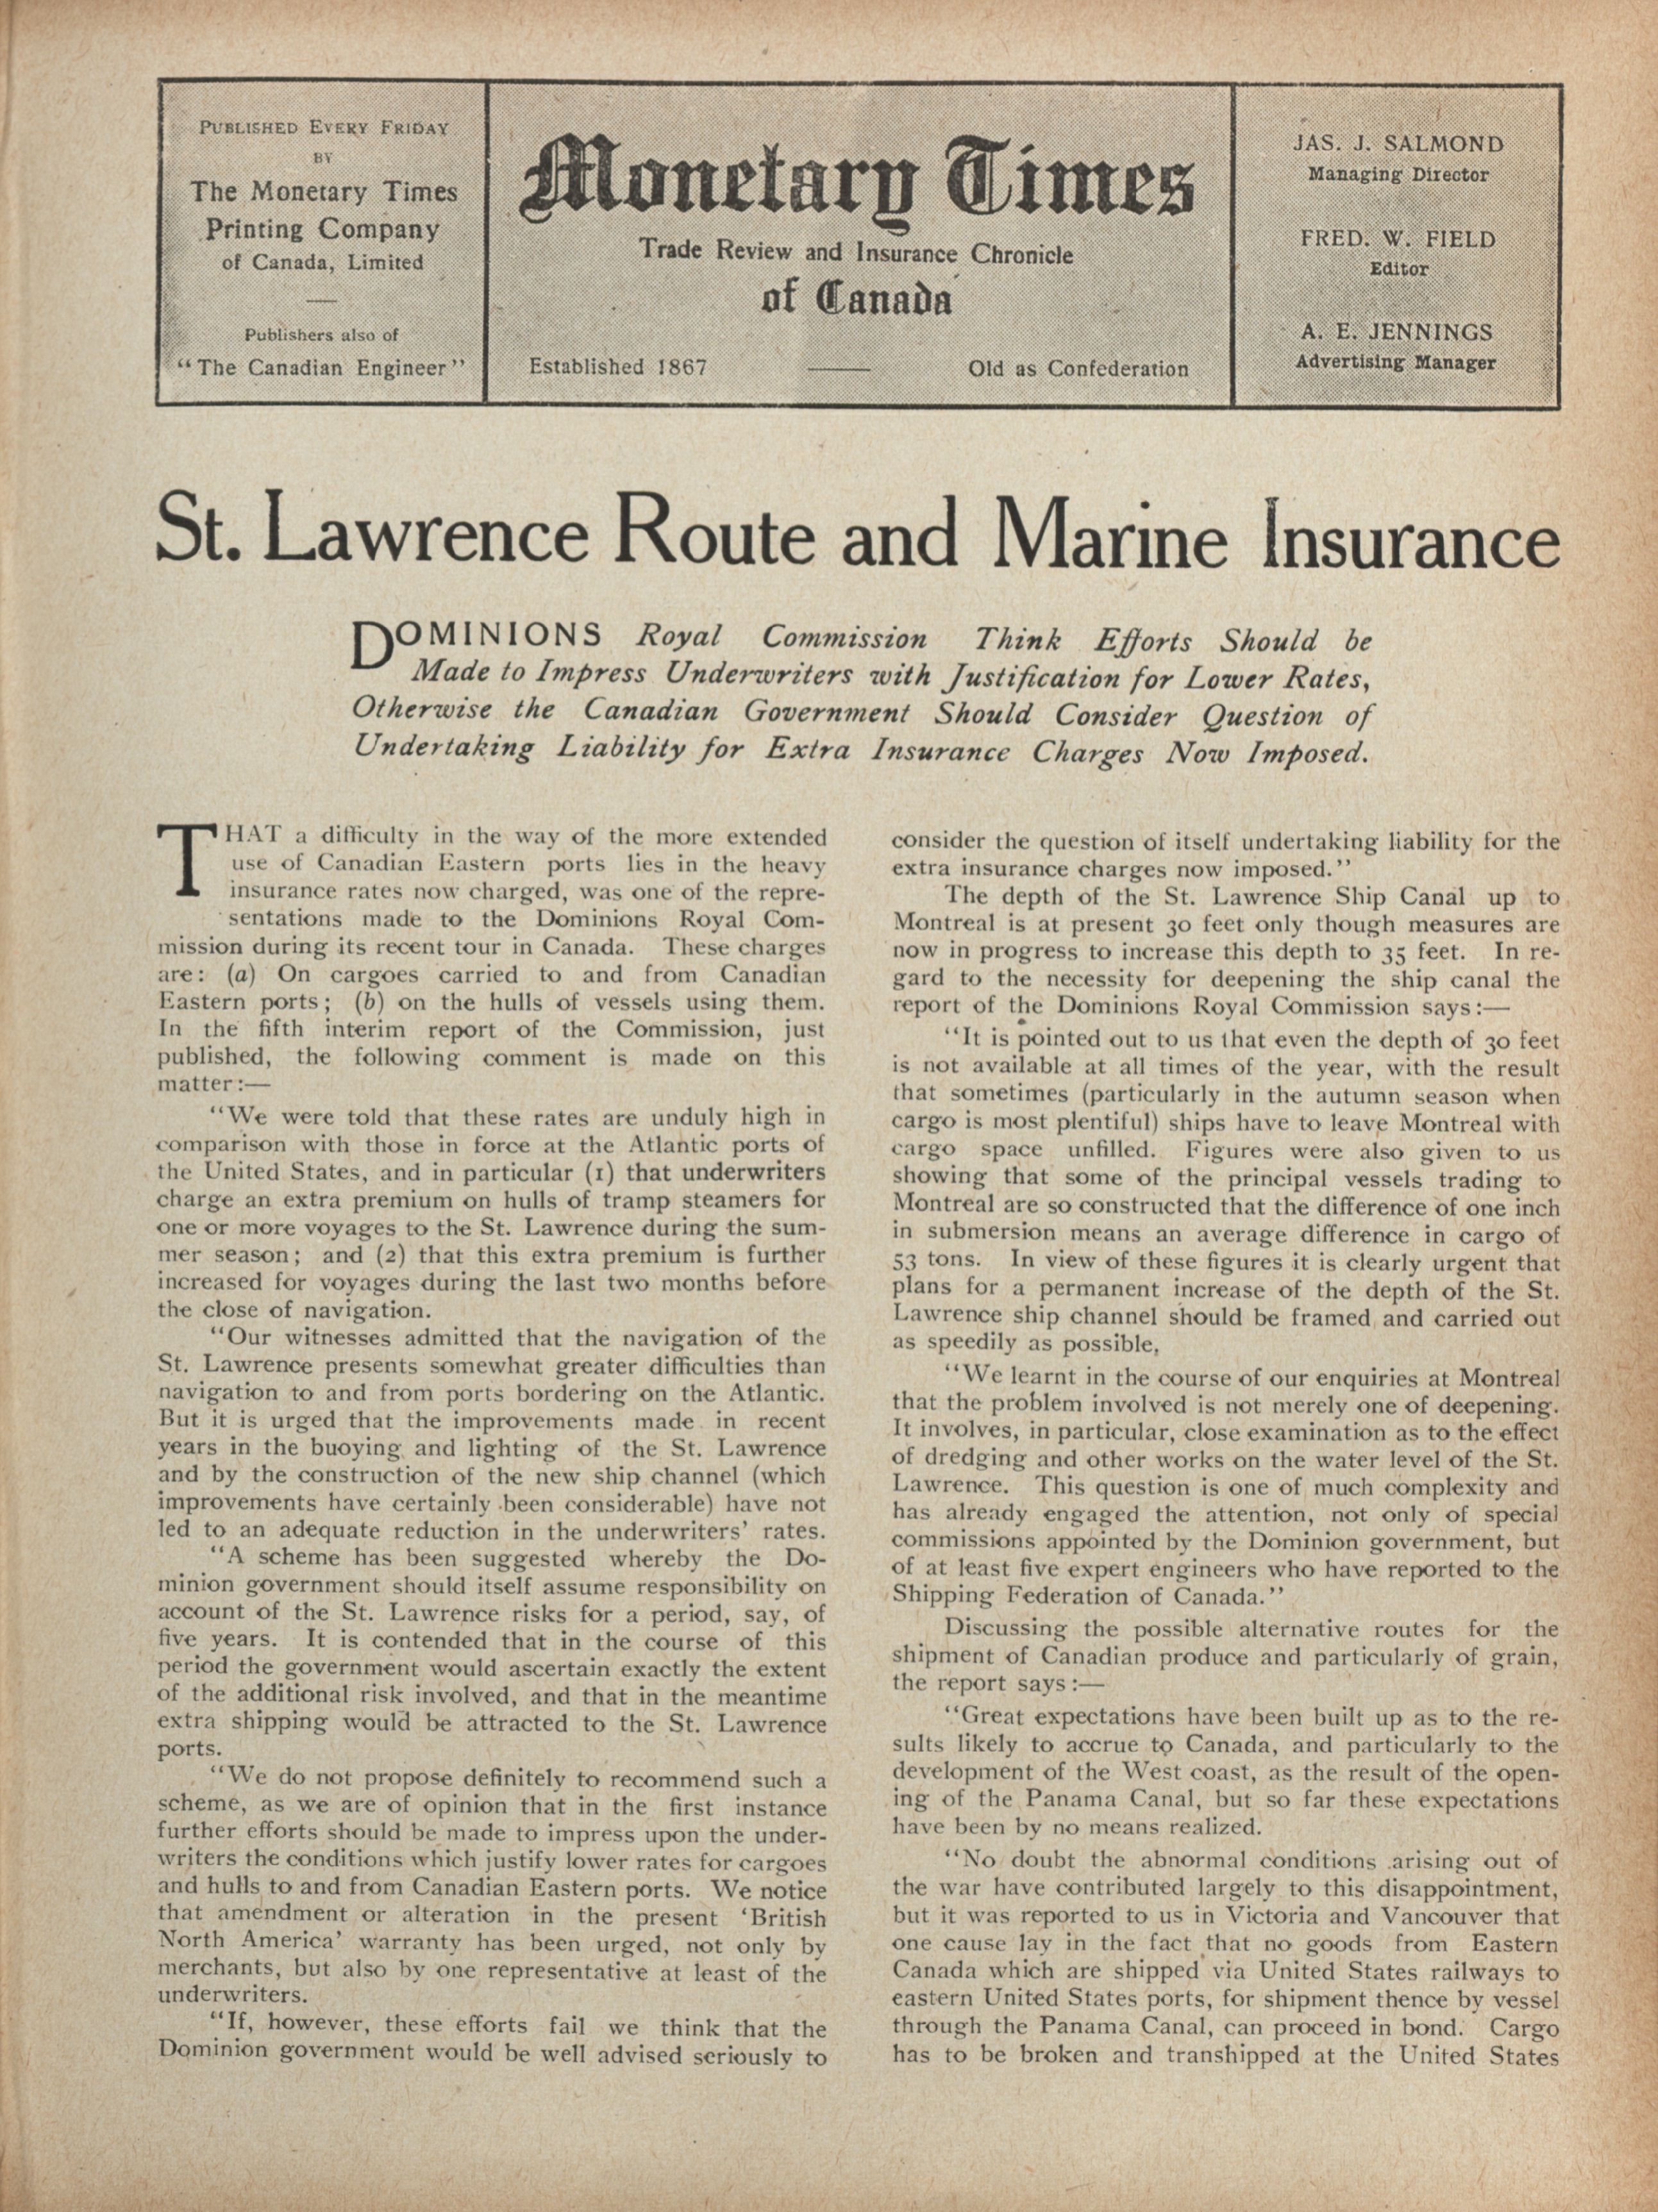 PUBLISHED EVERY FRIDAY
BY
The Monetary Times
Printing Company
of Canada, Limited
Publishers also of
"The Canadian Engineer"
Monetary Times
Trade Review and Insurance Chronicle
of Canada
Established 1867
Old as Confederation
JAS. J. SALMOND
Managing Director
FRED. W. FIELD
Editor
A. E. JENNINGS
Advertising Manager
St. Lawrence Route and Marine Insurance
DOMINIONS Royal Commission Think Efforts Should be
Made to Impress Underwriters with Justification for Lower Rates,
Otherwise the Canadian Government Should Consider Question of
Undertaking Liability for Extra Insurance Charges Now Imposed.
THAT a difficulty in the way of the more extended
use of Canadian Eastern ports lies in the heavy
insurance rates now charged, was one of the repre-
sentations made to the Dominions Royal Com-
mission during its recent tour in Canada. These charges
are: (a) On cargoes carried to and from Canadian
Eastern ports; (b) on the hulls of vessels using them.
In the fifth interim report of the Commission, just
published, the following comment is made on this
matter:—
"We were told that these rates are unduly high in
comparison with those in force at the Atlantic ports of
the United States, and in particular (1) that underwriters
charge an extra premium on hulls of tramp steamers for
one or more voyages to the St. Lawrence during the sum-
mer season; and (2) that this extra premium is further
increased for voyages during the last two months before
the close of navigation.
"Our witnesses admitted that the navigation of the
St. Lawrence presents somewhat greater difficulties than
navigation to and from ports bordering on the Atlantic.
But it is urged that the improvements made in recent
years in the buoying and lighting of the St. Lawrence
and by the construction of the new ship channel (which
improvements have certainly been considerable) have not
led to an adequate reduction in the underwriters' rates.
"A scheme has been suggested whereby the Do-
minion government should itself assume responsibility on
account of the St. Lawrence risks for a period, say, of
five years. It is contended that in the course of this
period the government would ascertain exactly the extent
of the additional risk involved, and that in the meantime
extra shipping would be attracted to the St. Lawrence
ports.
"We do not propose definitely to recommend such a
scheme, as we are of opinion that in the first instance
further efforts should be made to impress upon the under-
writers the conditions which justify lower rates for cargoes
and hulls to and from Canadian Eastern ports. We notice
that amendment or alteration in the present 'British
North America' warranty has been urged, not only by
merchants, but also by one representative at least of the
underwriters.
"If, however, these efforts fail we think that the
Dominion government would be well advised seriously to
consider the question of itself undertaking liability for the
extra insurance charges now imposed."
The depth of the St. Lawrence Ship Canal up to
Montreal is at present 30 feet only though measures are
now in progress to increase this depth to 35 feet. In re-
gard to the necessity for deepening the ship canal the
report of the Dominions Royal Commission says:—
"It is pointed out to us that even the depth of 30 feet
is not available at all times of the year, with the result
that sometimes (particularly in the autumn season when
cargo is most plentiful) ships have to leave Montreal with
cargo space unfilled. Figures were also given to us
showing that some of the principal vessels trading to
Montreal are so constructed that the difference of one inch
in submersion means an average difference in cargo of
53 tons. In view of these figures it is clearly urgent that
plans for a permanent increase of the depth of the St.
Lawrence ship channel should be framed and carried out
as speedily as possible,
"We learnt in the course of our enquiries at Montreal
that the problem involved is not merely one of deepening.
It involves, in particular, close examination as to the effect
of dredging and other works on the water level of the St.
Lawrence. This question is one of much complexity and
has already engaged the attention, not only of special
commissions appointed by the Dominion government, but
of at least five expert engineers who have reported to the
Shipping Federation of Canada."
Discussing the possible alternative routes for the
shipment of Canadian produce and particularly of grain,
the report says:—
"Great expectations have been built up as to the re-
sults likely to accrue to Canada, and particularly to the
development of the West coast, as the result of the open-
ing of the Panama Canal, but so far these expectations
have been by no means realized.
"No doubt the abnormal conditions arising out of
the war have contributed largely to this disappointment,
but it was reported to us in Victoria and Vancouver that
one cause lay in the fact that no goods from Eastern
Canada which are shipped via United States railways to
eastern United States ports, for shipment thence by vessel
through the Panama Canal, can proceed in bond. Cargo
has to be broken and transhipped at the United States